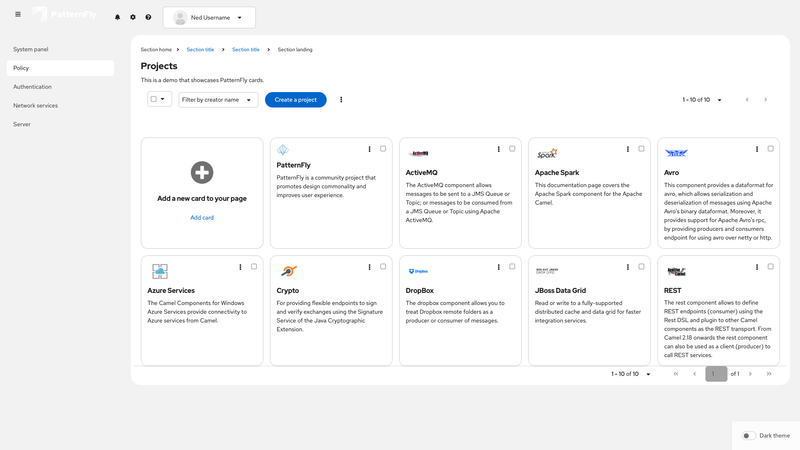 PatternFly
Ned Username
System panel
Policy
Authentication
Network services
Server
Section home
Section title
Section title
Section landing
Projects
This is a demo that showcases PatternFly cards.
Filter by creator name
Create a project
1 - 10 of 10
Add a new card to your page
Add card
PatternFly
PatternFly is a community project that
promotes design commonality and
improves user experience.
ActiveMQ
ActiveMQ
The ActiveMQ component allows
messages to be sent to a JMS Queue or
Topic; or messages to be consumed from
a JMS Queue or Topic using Apache
ActiveMQ.
Spark
Apache Spark
This documentation page covers the
Apache Spark component for the Apache
Camel.
Avro
This component provides a dataformat for
avro, which allows serialization and
deserialization of messages using Apache
Avro's binary dataformat. Moreover, it
provides support for Apache Avro's rpc,
by providing producers and consumers
endpoint for using avro over netty or http.
Azure Services
The Camel Components for Windows
Azure Services provide connectivity to
Azure services from Camel.
Crypto
For providing flexible endpoints to sign
and verify exchanges using the Signature
Service of the Java Cryptographic
Extension.
Dropbox
DropBox
The dropbox component allows you to
treat Dropbox remote folders as a
producer or consumer of messages.
JBoss Data Grid
Read or write to a fully-supported
distributed cache and data grid for faster
integration services.
REST
The rest component allows to define
REST endpoints (consumer) using the
Rest DSL and plugin to other Camel
components as the REST transport. From
Camel 2.18 onwards the rest component
can also be used as a client (producer) to
call REST services.
1 - 10 of 10
1
of 1
Dark theme